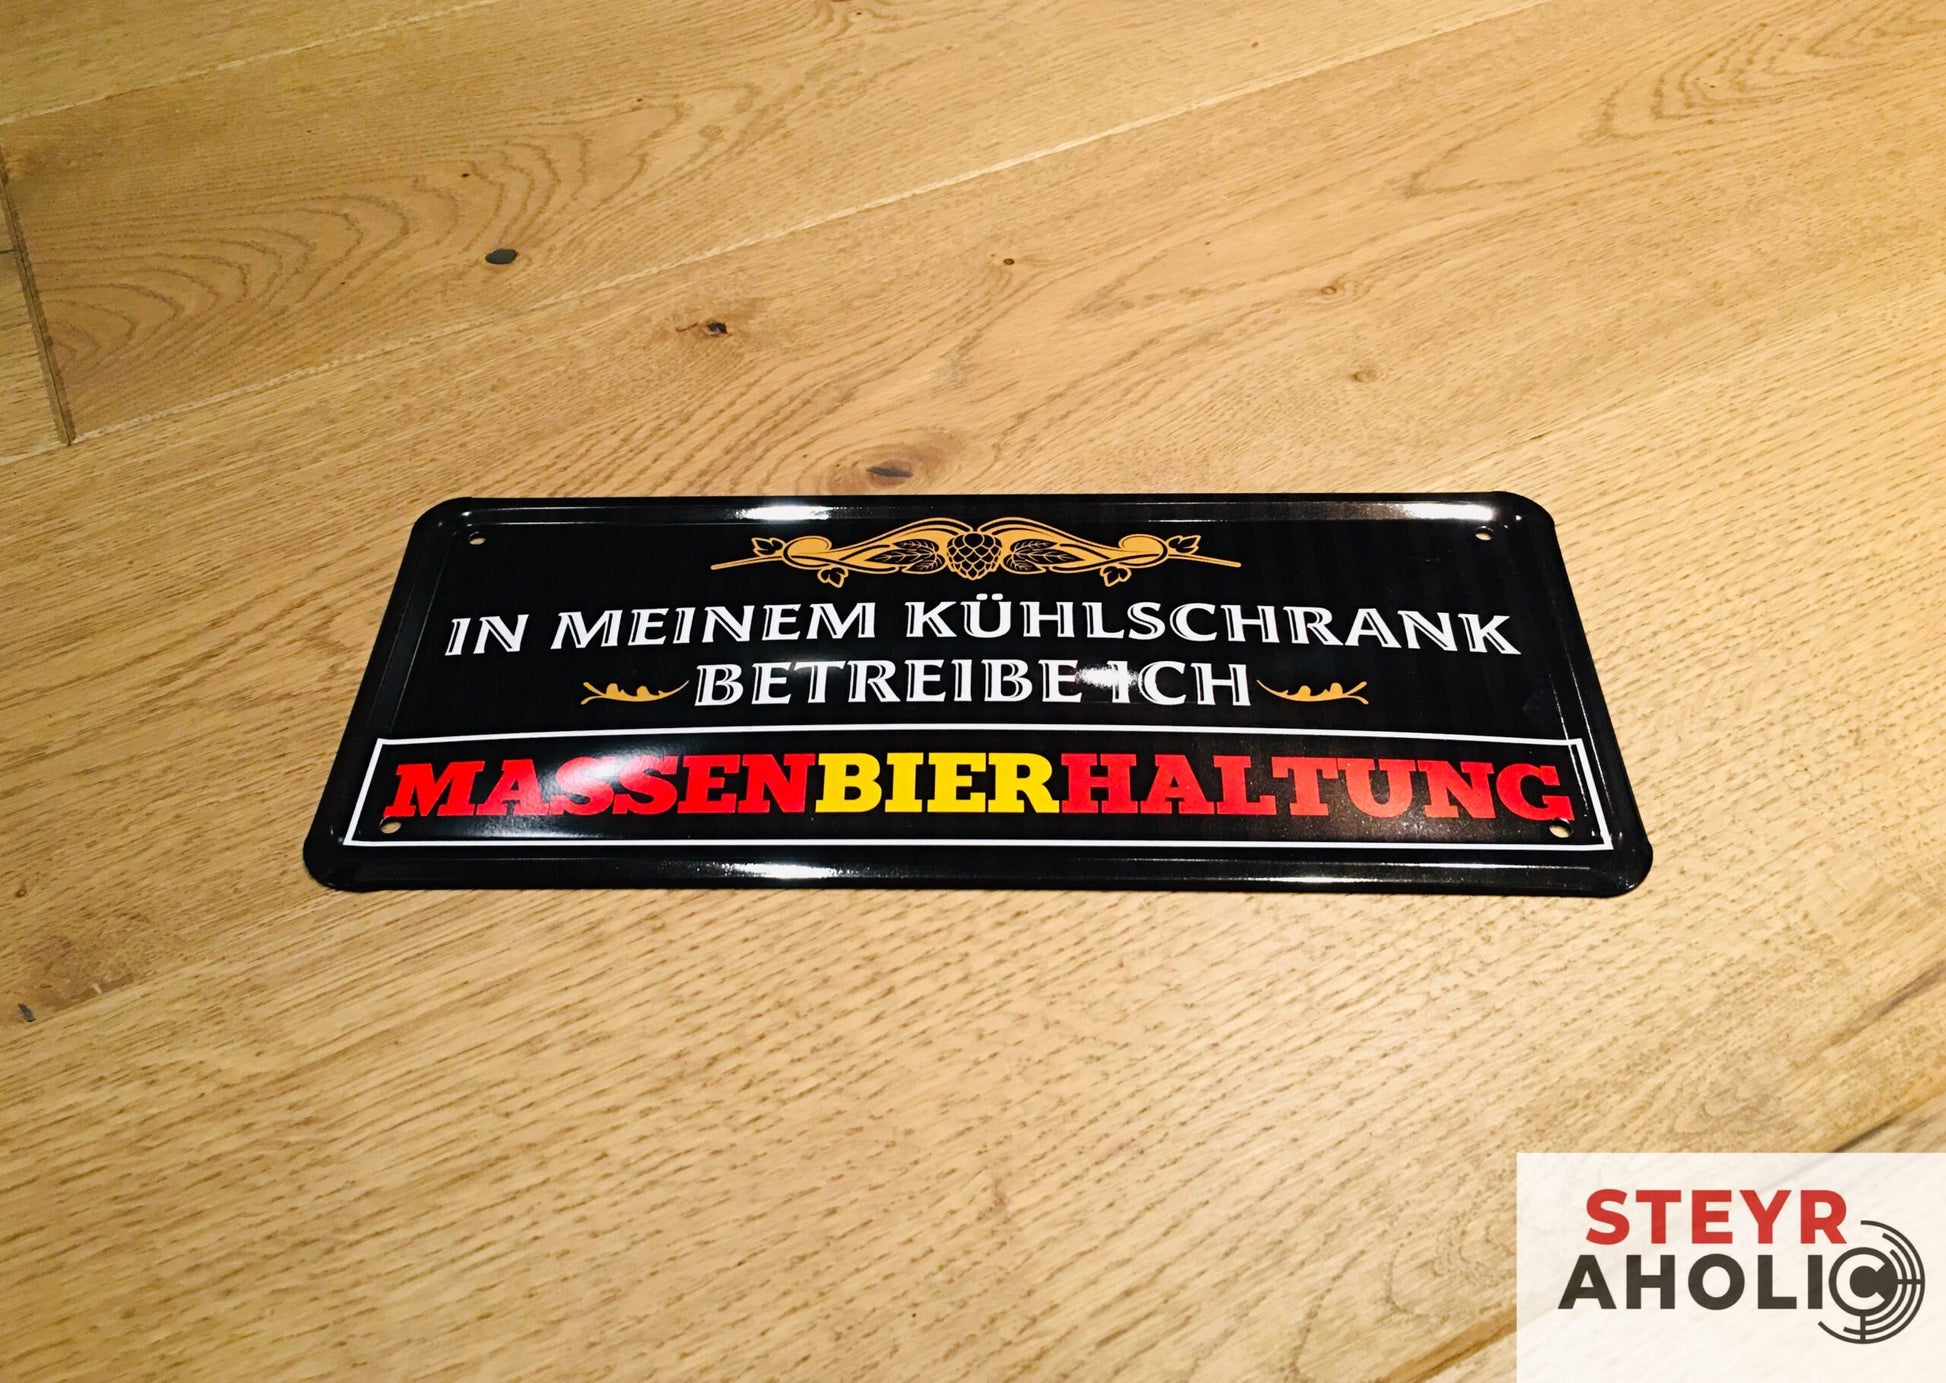 IN MEINEM KÜHLSCHRANK
BETREIBE ICH
MASSENBIERHALTUNG
STEYR
AHOLIC